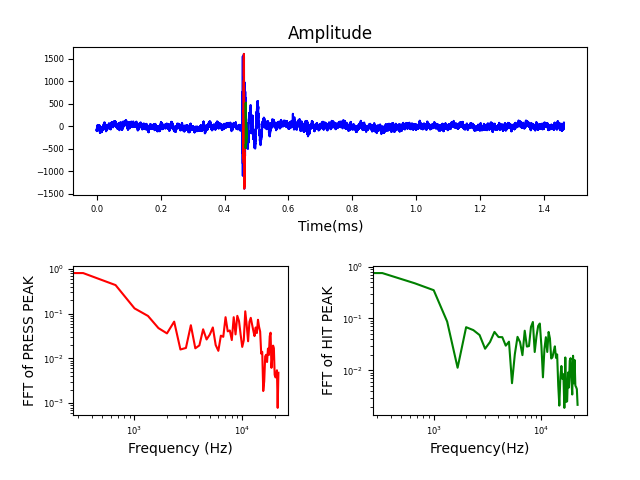 Amplitude
1500
1000
500
0
−500
−1000
−1500
0.0 0.2 0.4 0.6 0.8 1.0 1.2 1.4
Time(ms)
FFT of PRESS PEAK
10⁰
10⁻¹
10⁻²
10⁻³
10³ 10⁴
Frequency (Hz)
FFT of HIT PEAK
10⁰
10⁻¹
10⁻²
10³ 10⁴
Frequency(Hz)